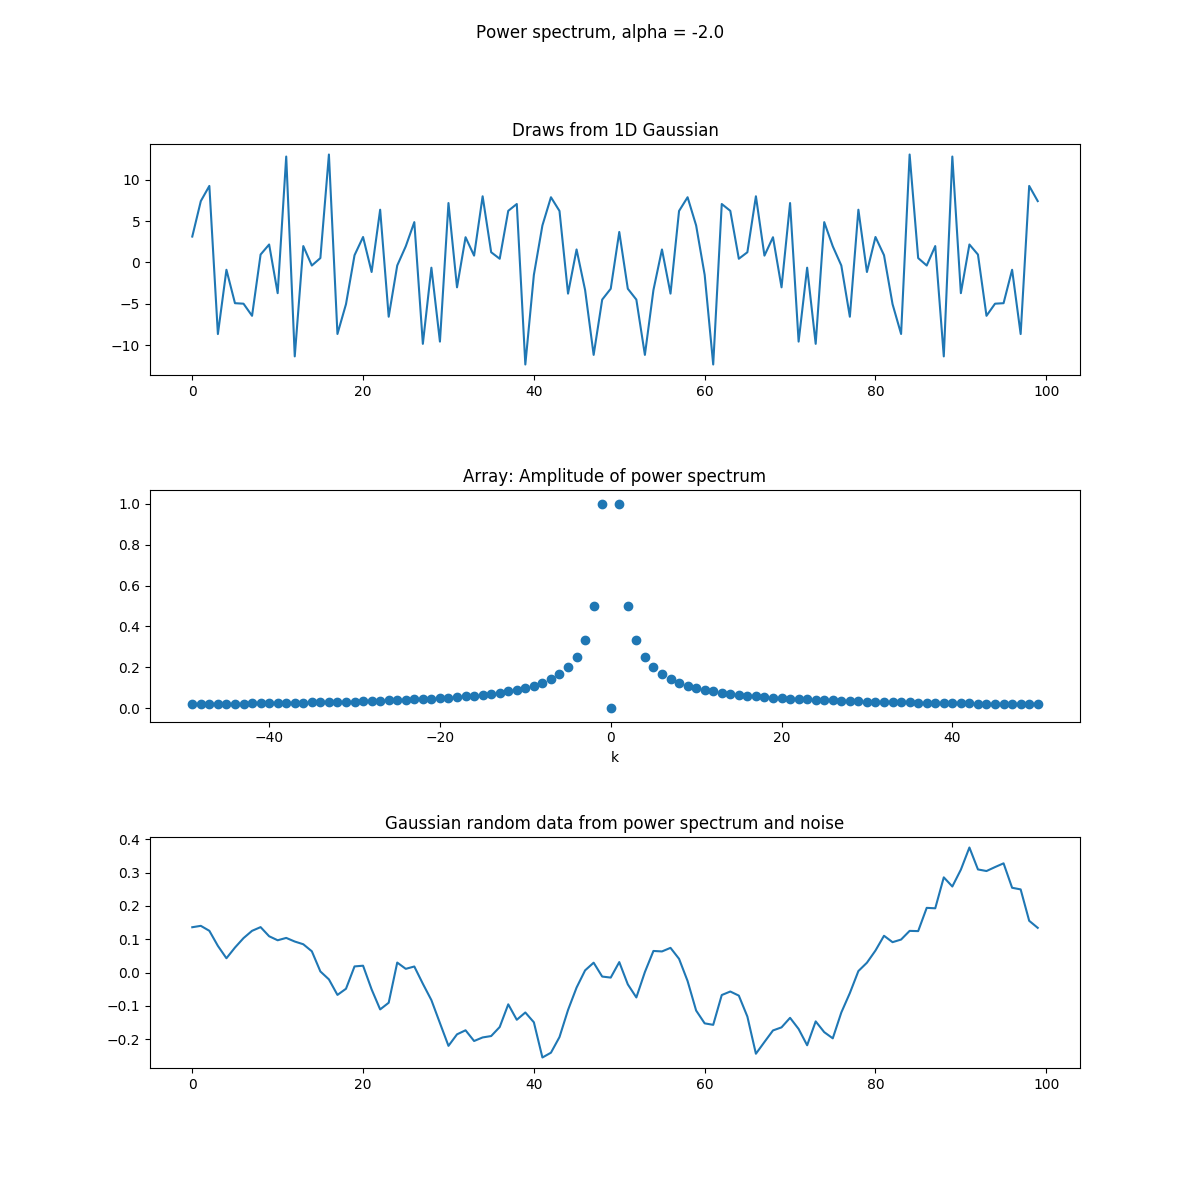 Power spectrum, alpha = -2.0
Draws from 1D Gaussian
10
5
0
−5
−10
0 20 40 60 80 100
Array: Amplitude of power spectrum
1.0
0.8
0.6
0.4
0.2
0.0
−40 −20 0 20 40
k
Gaussian random data from power spectrum and noise
0.4
0.3
0.2
0.1
0.0
−0.1
−0.2
0 20 40 60 80 100